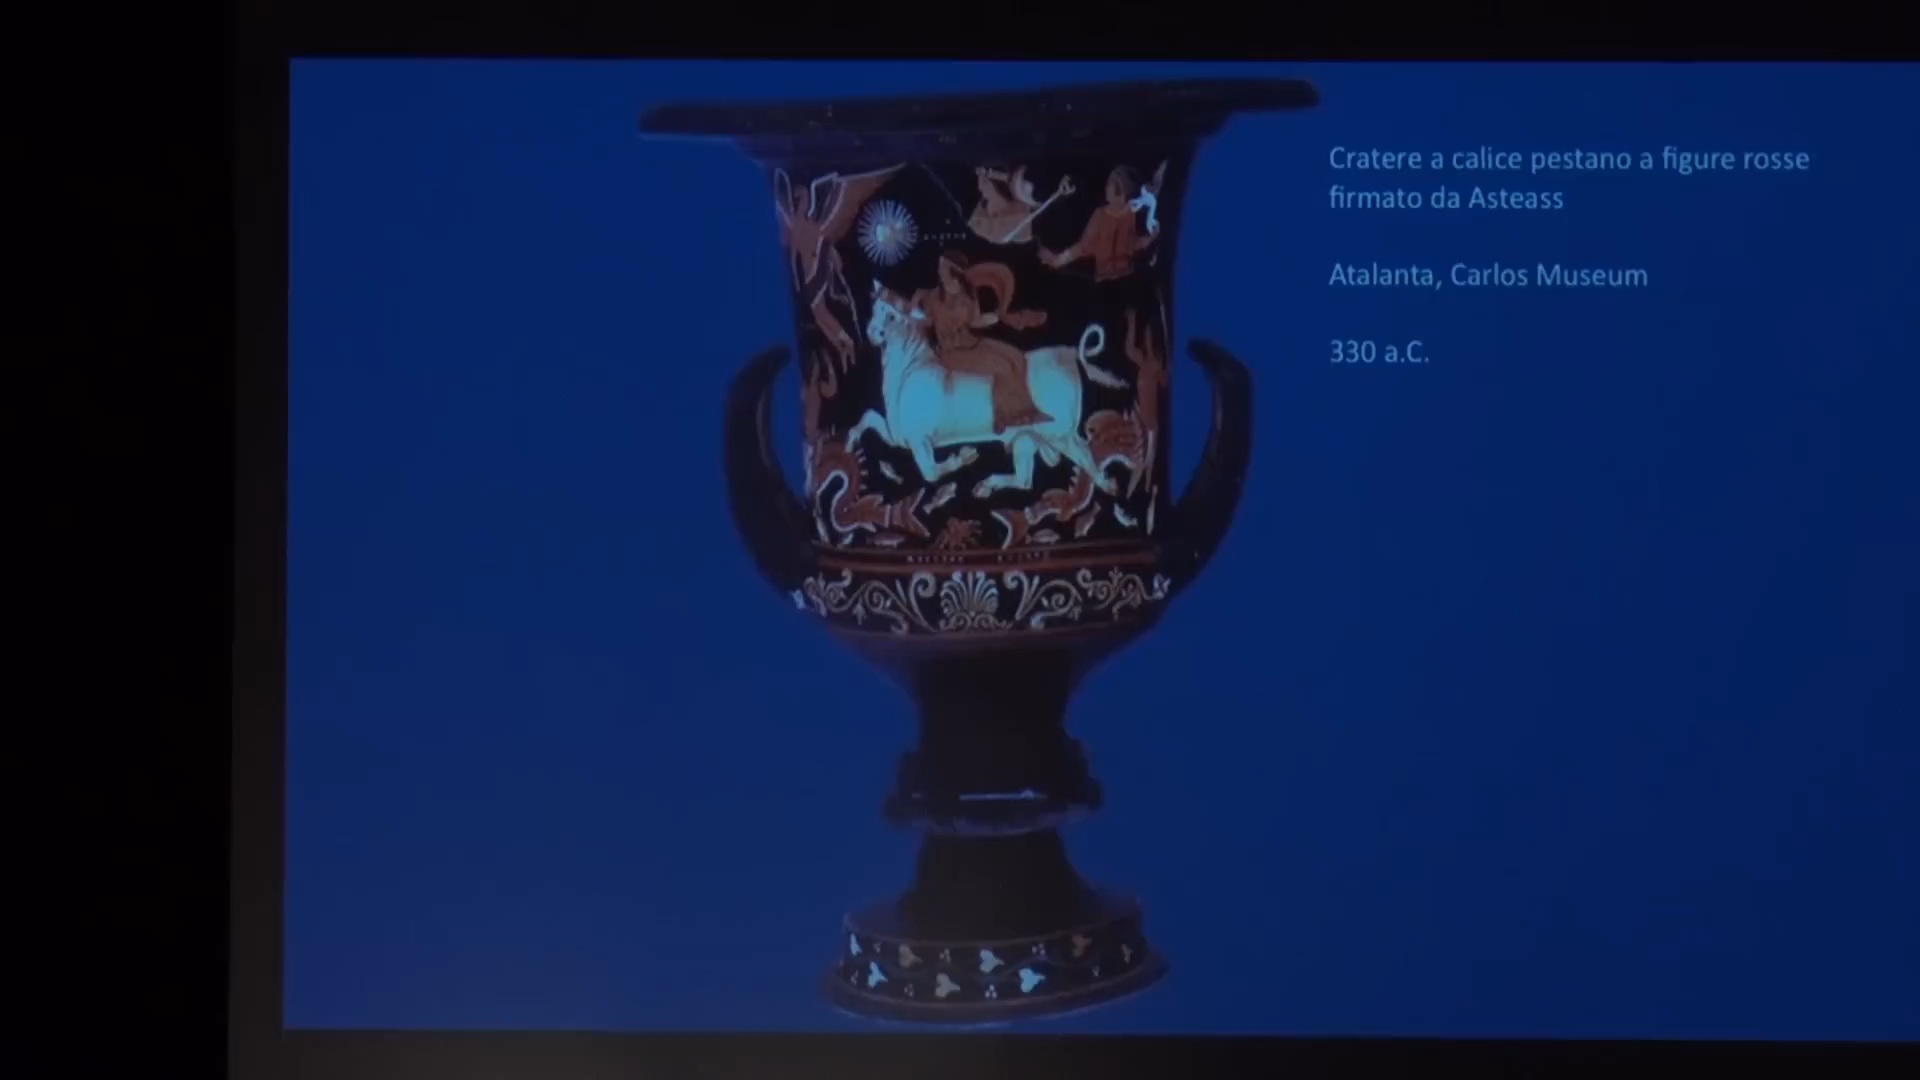 Cratere a calice pestano a figure rosse
firmato da Asteass
Atalanta, Carlos Museum
330 a.C.